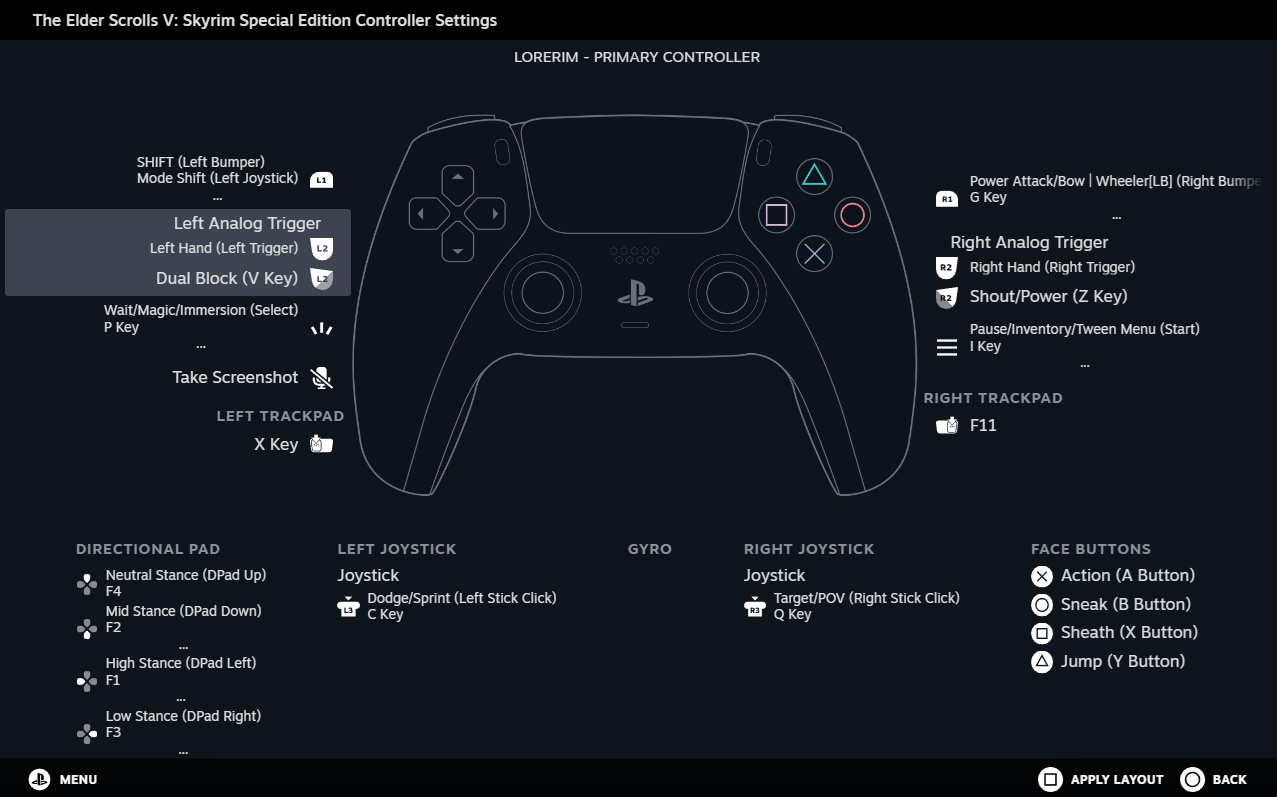 The Elder Scrolls V: Skyrim Special Edition Controller Settings
LORERIM - PRIMARY CONTROLLER
SHIFT (Left Bumper)
Mode Shift (Left Joystick)
L1
...
Left Analog Trigger
Left Hand (Left Trigger)
L2
Dual Block (V Key)
L2
Wait/Magic/Immersion (Select)
P Key
...
Take Screenshot
LEFT TRACKPAD
X Key
Power Attack/Bow | Wheeler[LB] (Right Bumpe
R1
G Key
...
Right Analog Trigger
R2
Right Hand (Right Trigger)
R2
Shout/Power (Z Key)
Pause/Inventory/Tween Menu (Start)
I Key
...
RIGHT TRACKPAD
F11
DIRECTIONAL PAD
Neutral Stance (DPad Up)
F4
Mid Stance (DPad Down)
F2
...
High Stance (DPad Left)
F1
...
Low Stance (DPad Right)
F3
...
LEFT JOYSTICK
Joystick
Dodge/Sprint (Left Stick Click)
L3
C Key
GYRO
RIGHT JOYSTICK
Joystick
Target/POV (Right Stick Click)
R3
Q Key
FACE BUTTONS
Action (A Button)
Sneak (B Button)
Sheath (X Button)
Jump (Y Button)
MENU
APPLY LAYOUT
BACK